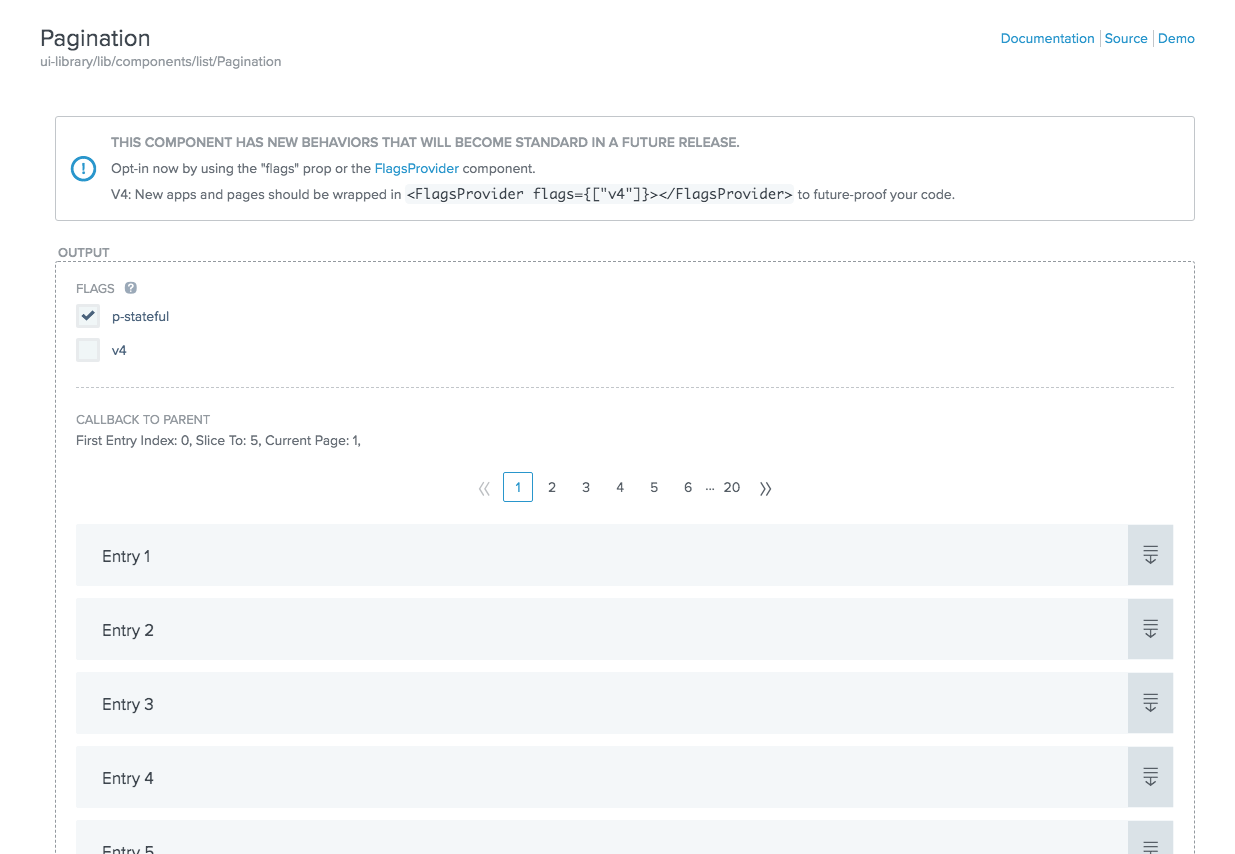 Pagination
Documentation Source Demo
ui-library/lib/components/list/Pagination
THIS COMPONENT HAS NEW BEHAVIORS THAT WILL BECOME STANDARD IN A FUTURE RELEASE.
Opt-in now by using the "flags" prop or the FlagsProvider component.
V4: New apps and pages should be wrapped in <FlagsProvider flags={["v4"]}></FlagsProvider> to future-proof your code.
OUTPUT
FLAGS ?
p-stateful
v4
CALLBACK TO PARENT
First Entry Index: 0, Slice To: 5, Current Page: 1,
« 1 2 3 4 5 6 ... 20 »
Entry 1
Entry 2
Entry 3
Entry 4
Entry 5